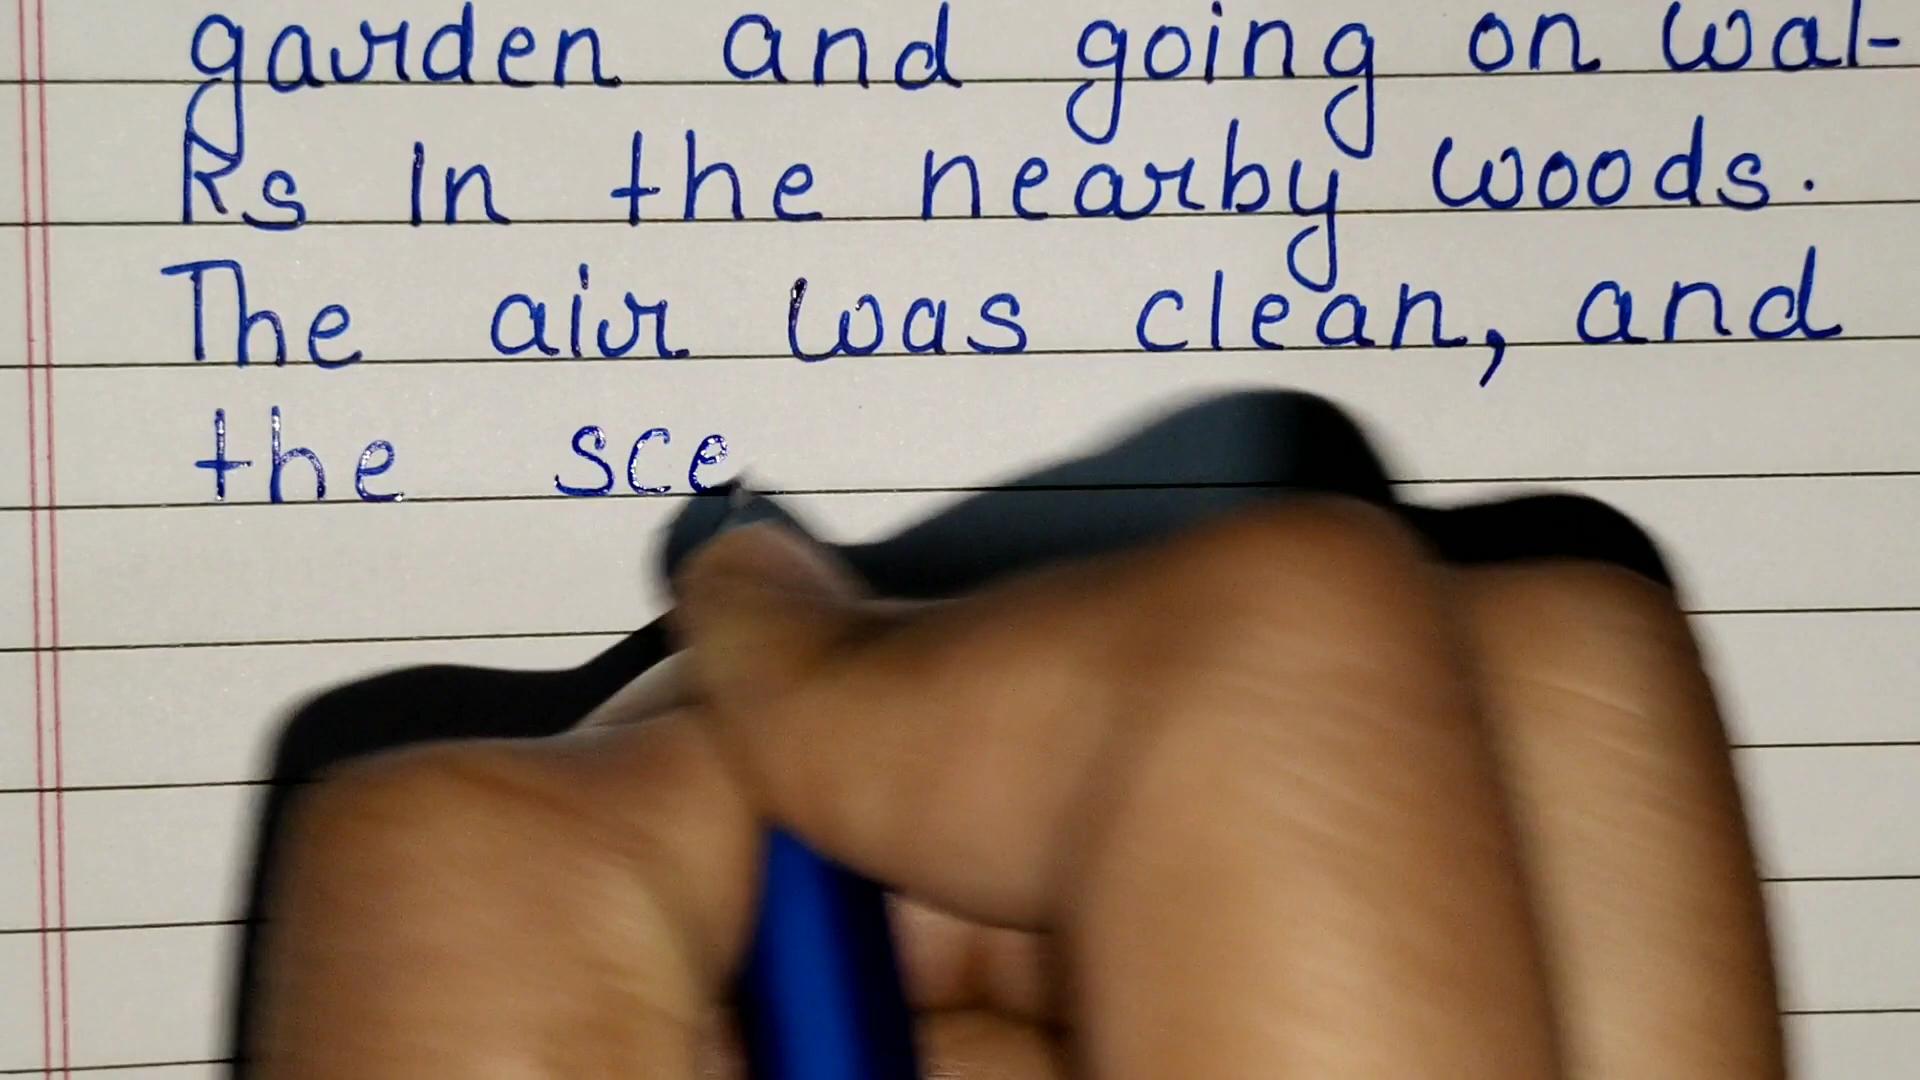 garden and going on wal-
ks in the nearby woods.
The air was clean, and
the sce